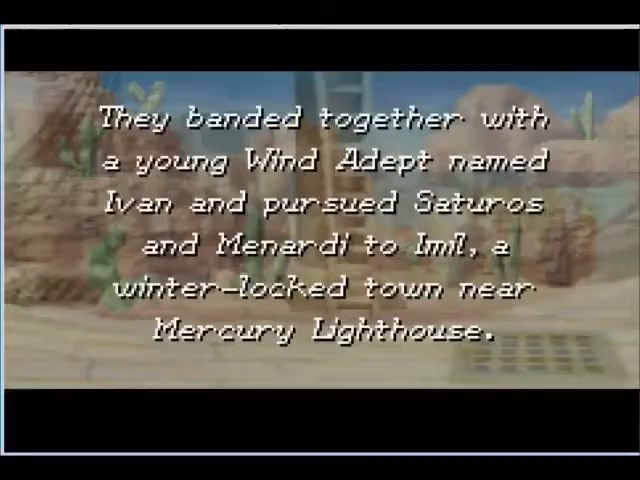 They banded together with
a young Wind Adept named
Ivan and pursued Saturos
and Menardi to Imil, a
winter-locked town near
Mercury Lighthouse.